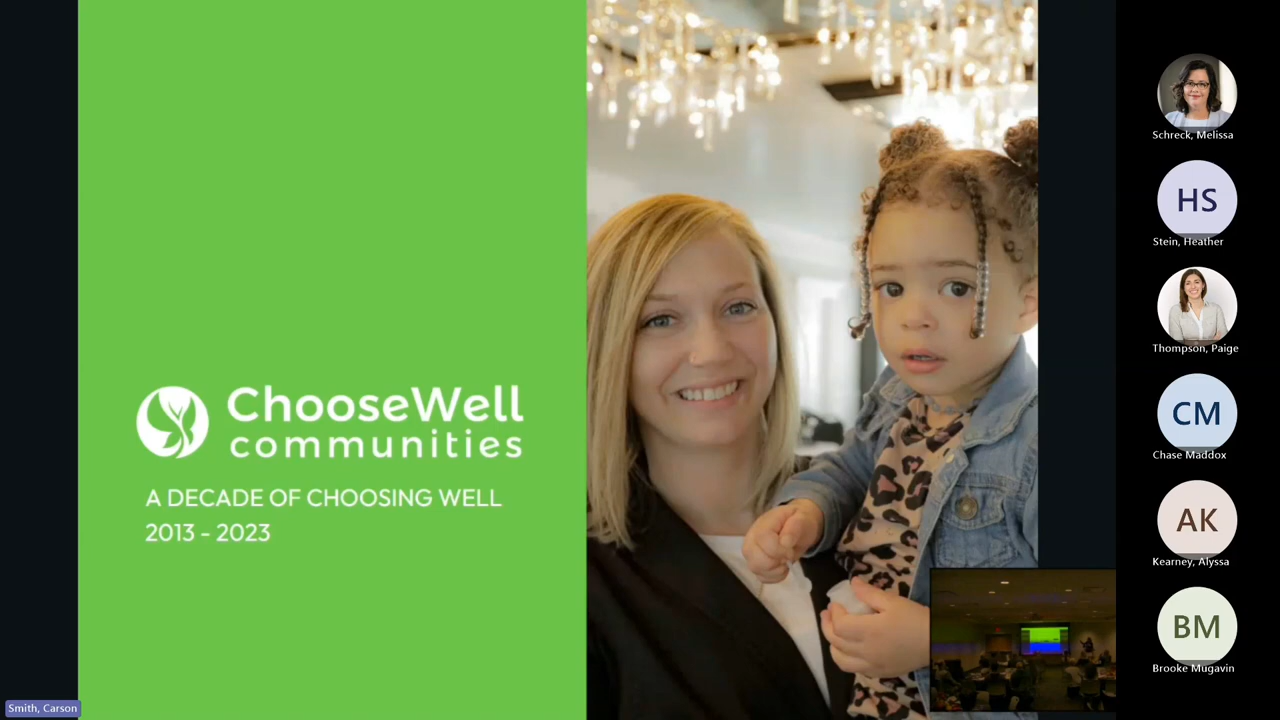 ChooseWell
communities
A DECADE OF CHOOSING WELL
2013 - 2023
Smith, Carson
Schreck, Melissa
HS
Stein, Heather
Thompson, Paige
CM
Chase Maddox
AK
Kearney, Alyssa
BM
Brooke Mugavin